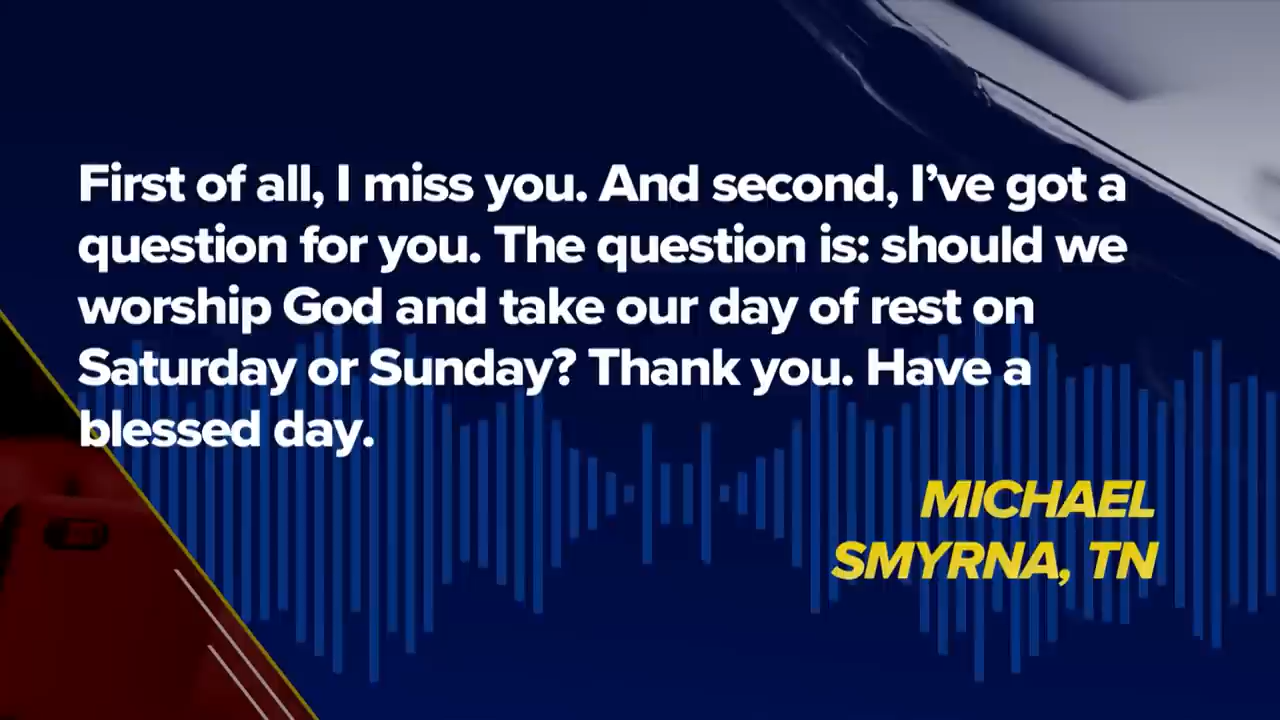 First of all, I miss you. And second, I’ve got a
question for you. The question is: should we
worship God and take our day of rest on
Saturday or Sunday? Thank you. Have a
blessed day.
MICHAEL
SMYRNA, TN